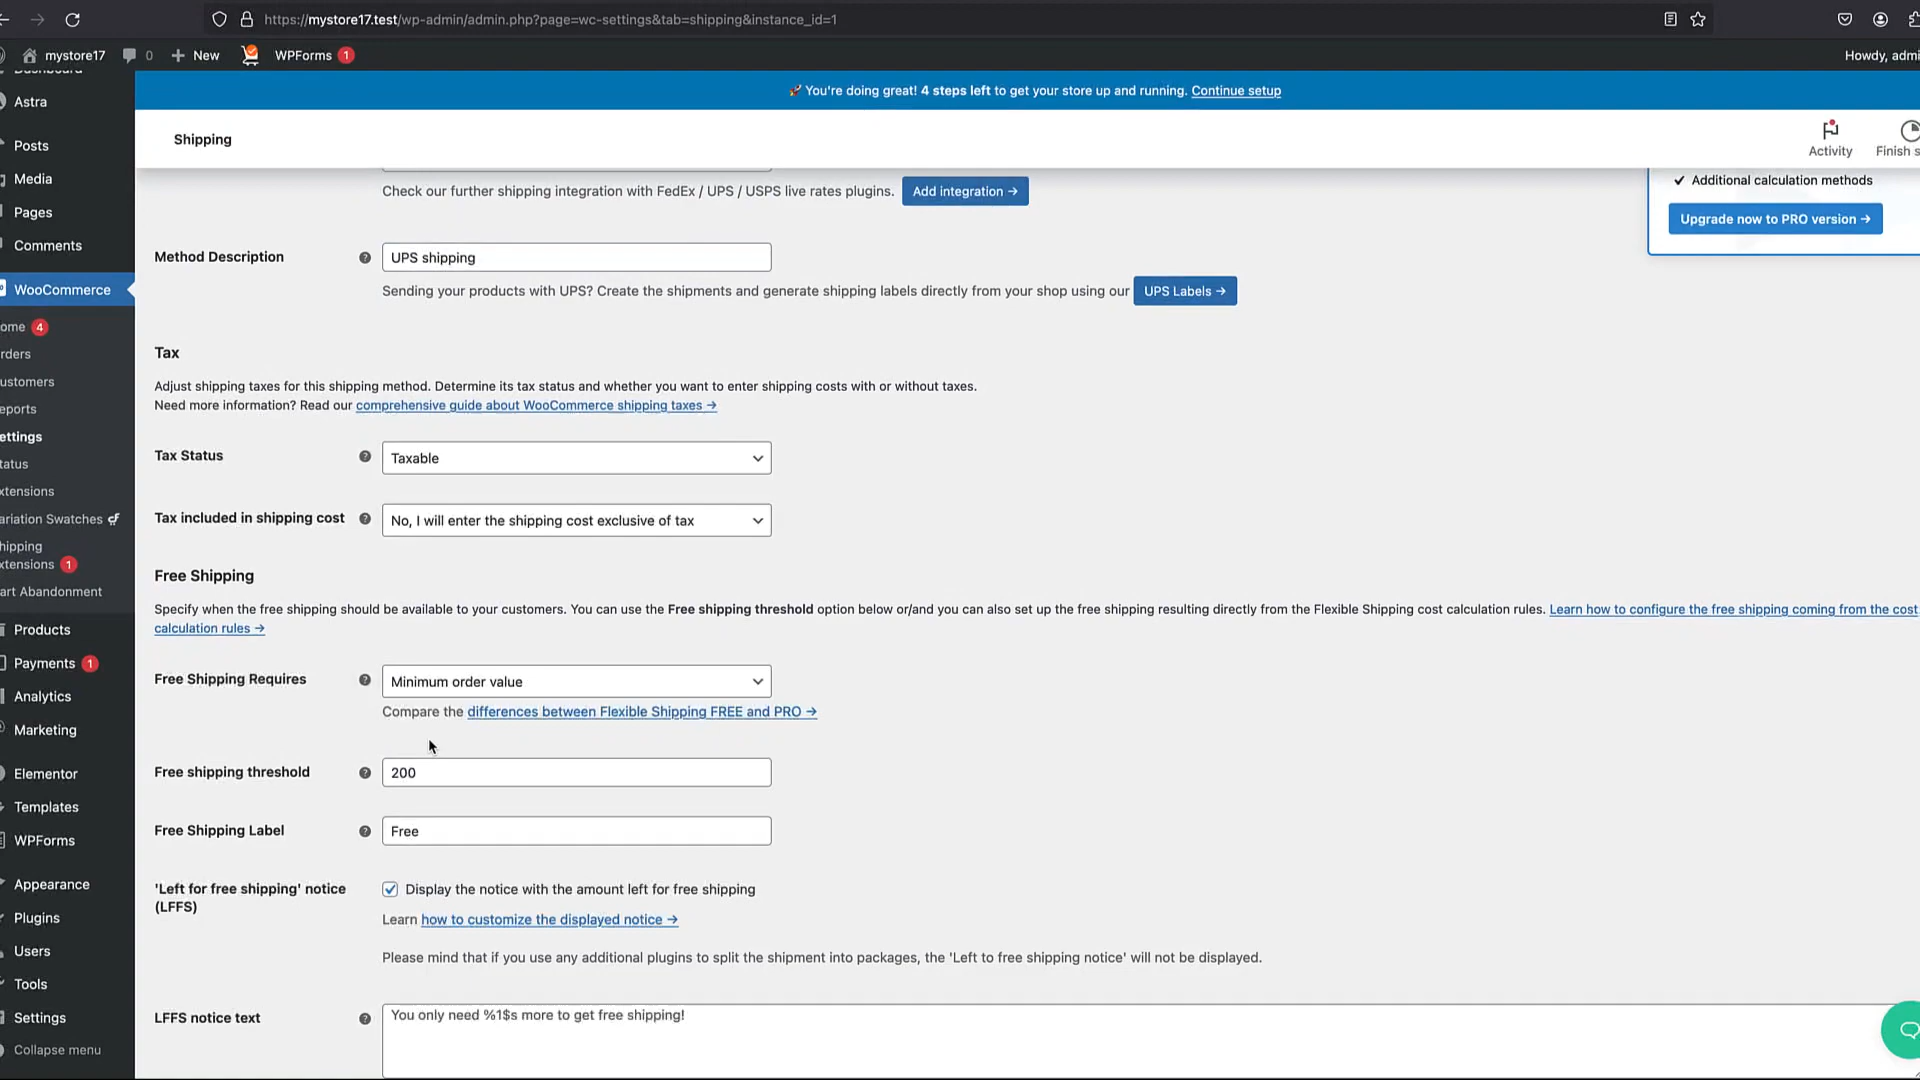 https://mystore17.test/wp-admin/admin.php?page=wc-settings&tab=shipping&instance_id=1
mystore17 0 New WPForms 1 Howdy, admi
You're doing great! 4 steps left to get your store up and running. Continue setup
Shipping
Activity
Finish s
Dashboard
Astra
Posts
Media
Pages
Comments
WooCommerce
ome 4
rders
ustomers
eports
ettings
tatus
xtensions
ariation Swatches
hipping
xtensions 1
art Abandonment
Products
Payments 1
Analytics
Marketing
Elementor
Templates
WPForms
Appearance
Plugins
Users
Tools
Settings
Collapse menu
Check our further shipping integration with FedEx / UPS / USPS live rates plugins. Add integration →
✓ Additional calculation methods
Upgrade now to PRO version →
Method Description UPS shipping
Sending your products with UPS? Create the shipments and generate shipping labels directly from your shop using our UPS Labels →
Tax
Adjust shipping taxes for this shipping method. Determine its tax status and whether you want to enter shipping costs with or without taxes.
Need more information? Read our comprehensive guide about WooCommerce shipping taxes →
Tax Status Taxable
Tax included in shipping cost No, I will enter the shipping cost exclusive of tax
Free Shipping
Specify when the free shipping should be available to your customers. You can use the Free shipping threshold option below or/and you can also set up the free shipping resulting directly from the Flexible Shipping cost calculation rules. Learn how to configure the free shipping coming from the cost
calculation rules →
Free Shipping Requires Minimum order value
Compare the differences between Flexible Shipping FREE and PRO →
Free shipping threshold 200
Free Shipping Label Free
'Left for free shipping' notice
(LFFS)
Display the notice with the amount left for free shipping
Learn how to customize the displayed notice →
Please mind that if you use any additional plugins to split the shipment into packages, the 'Left to free shipping notice' will not be displayed.
LFFS notice text You only need %1$s more to get free shipping!